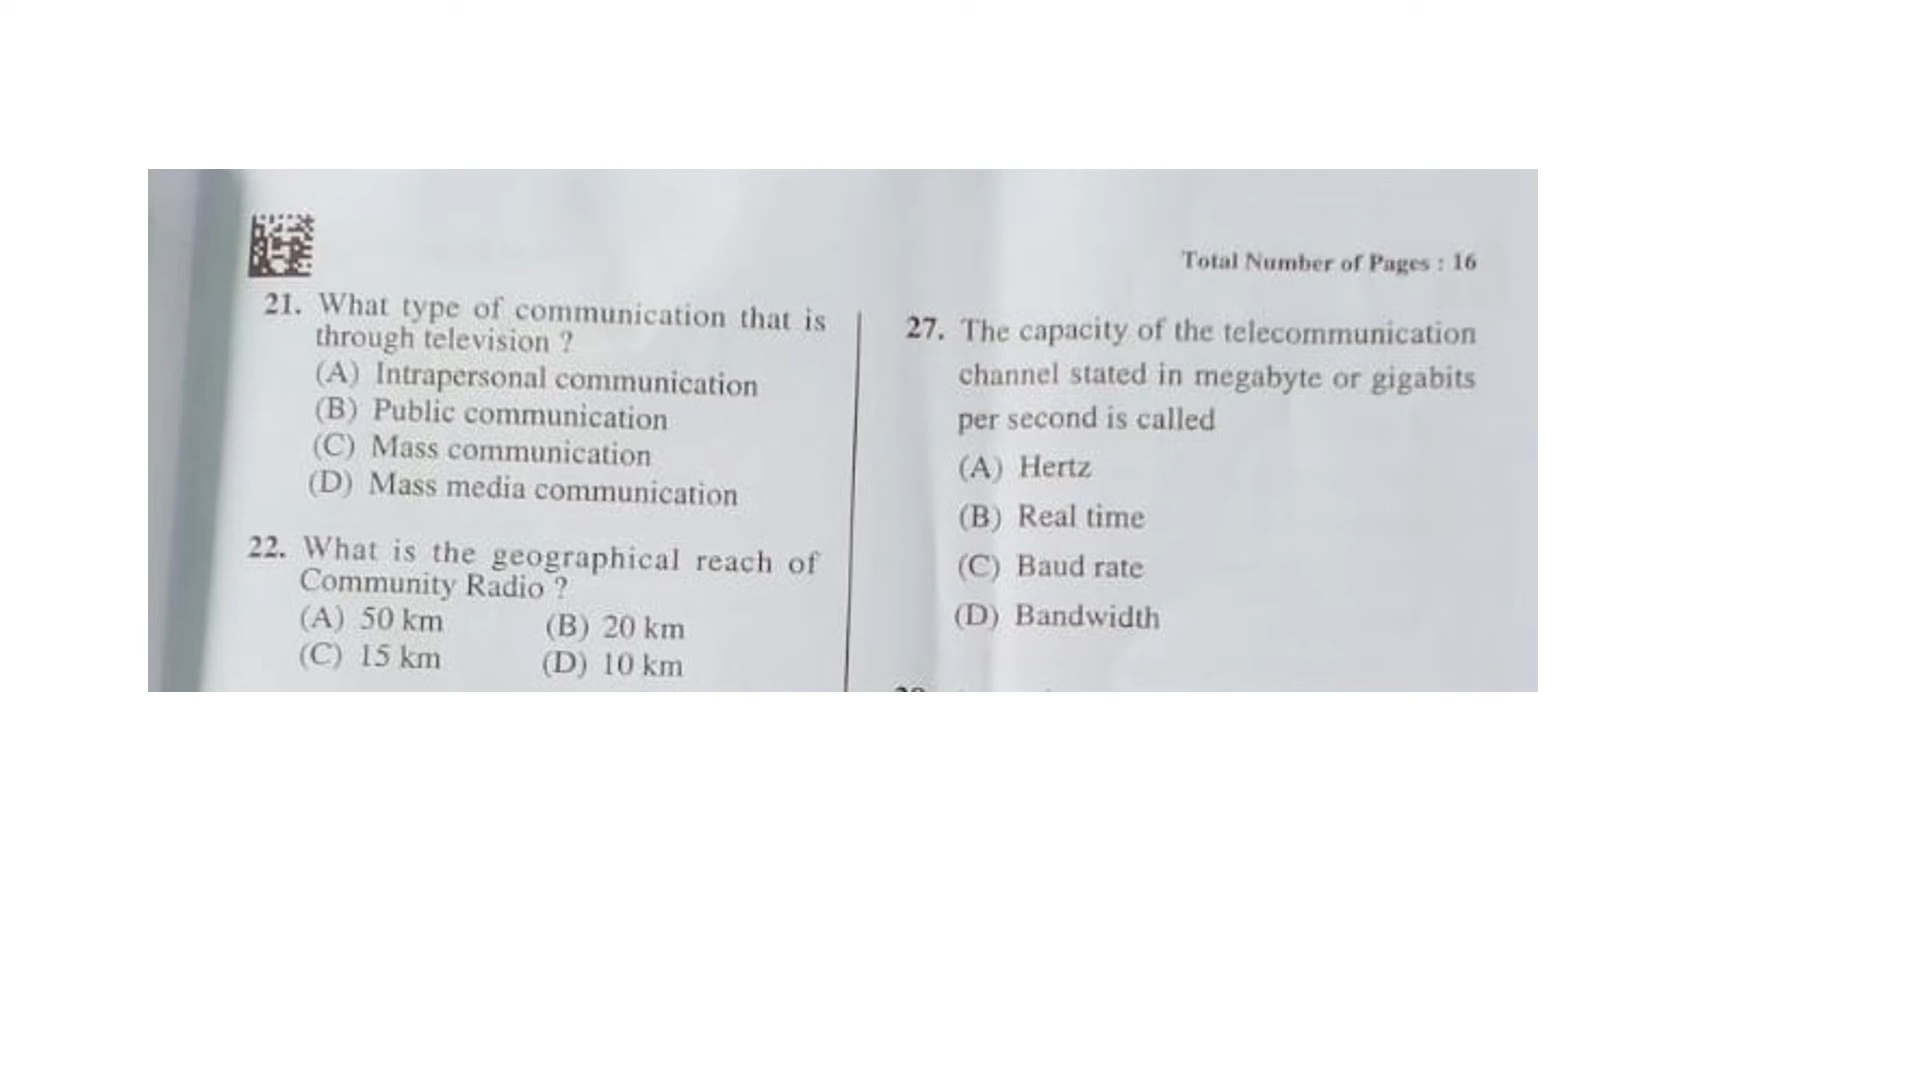 Total Number of Pages : 16
21. What type of communication that is
through television ?
(A) Intrapersonal communication
(B) Public communication
(C) Mass communication
(D) Mass media communication
22. What is the geographical reach of
Community Radio ?
(A) 50 km (B) 20 km
(C) 15 km (D) 10 km
27. The capacity of the telecommunication
channel stated in megabyte or gigabits
per second is called
(A) Hertz
(B) Real time
(C) Baud rate
(D) Bandwidth